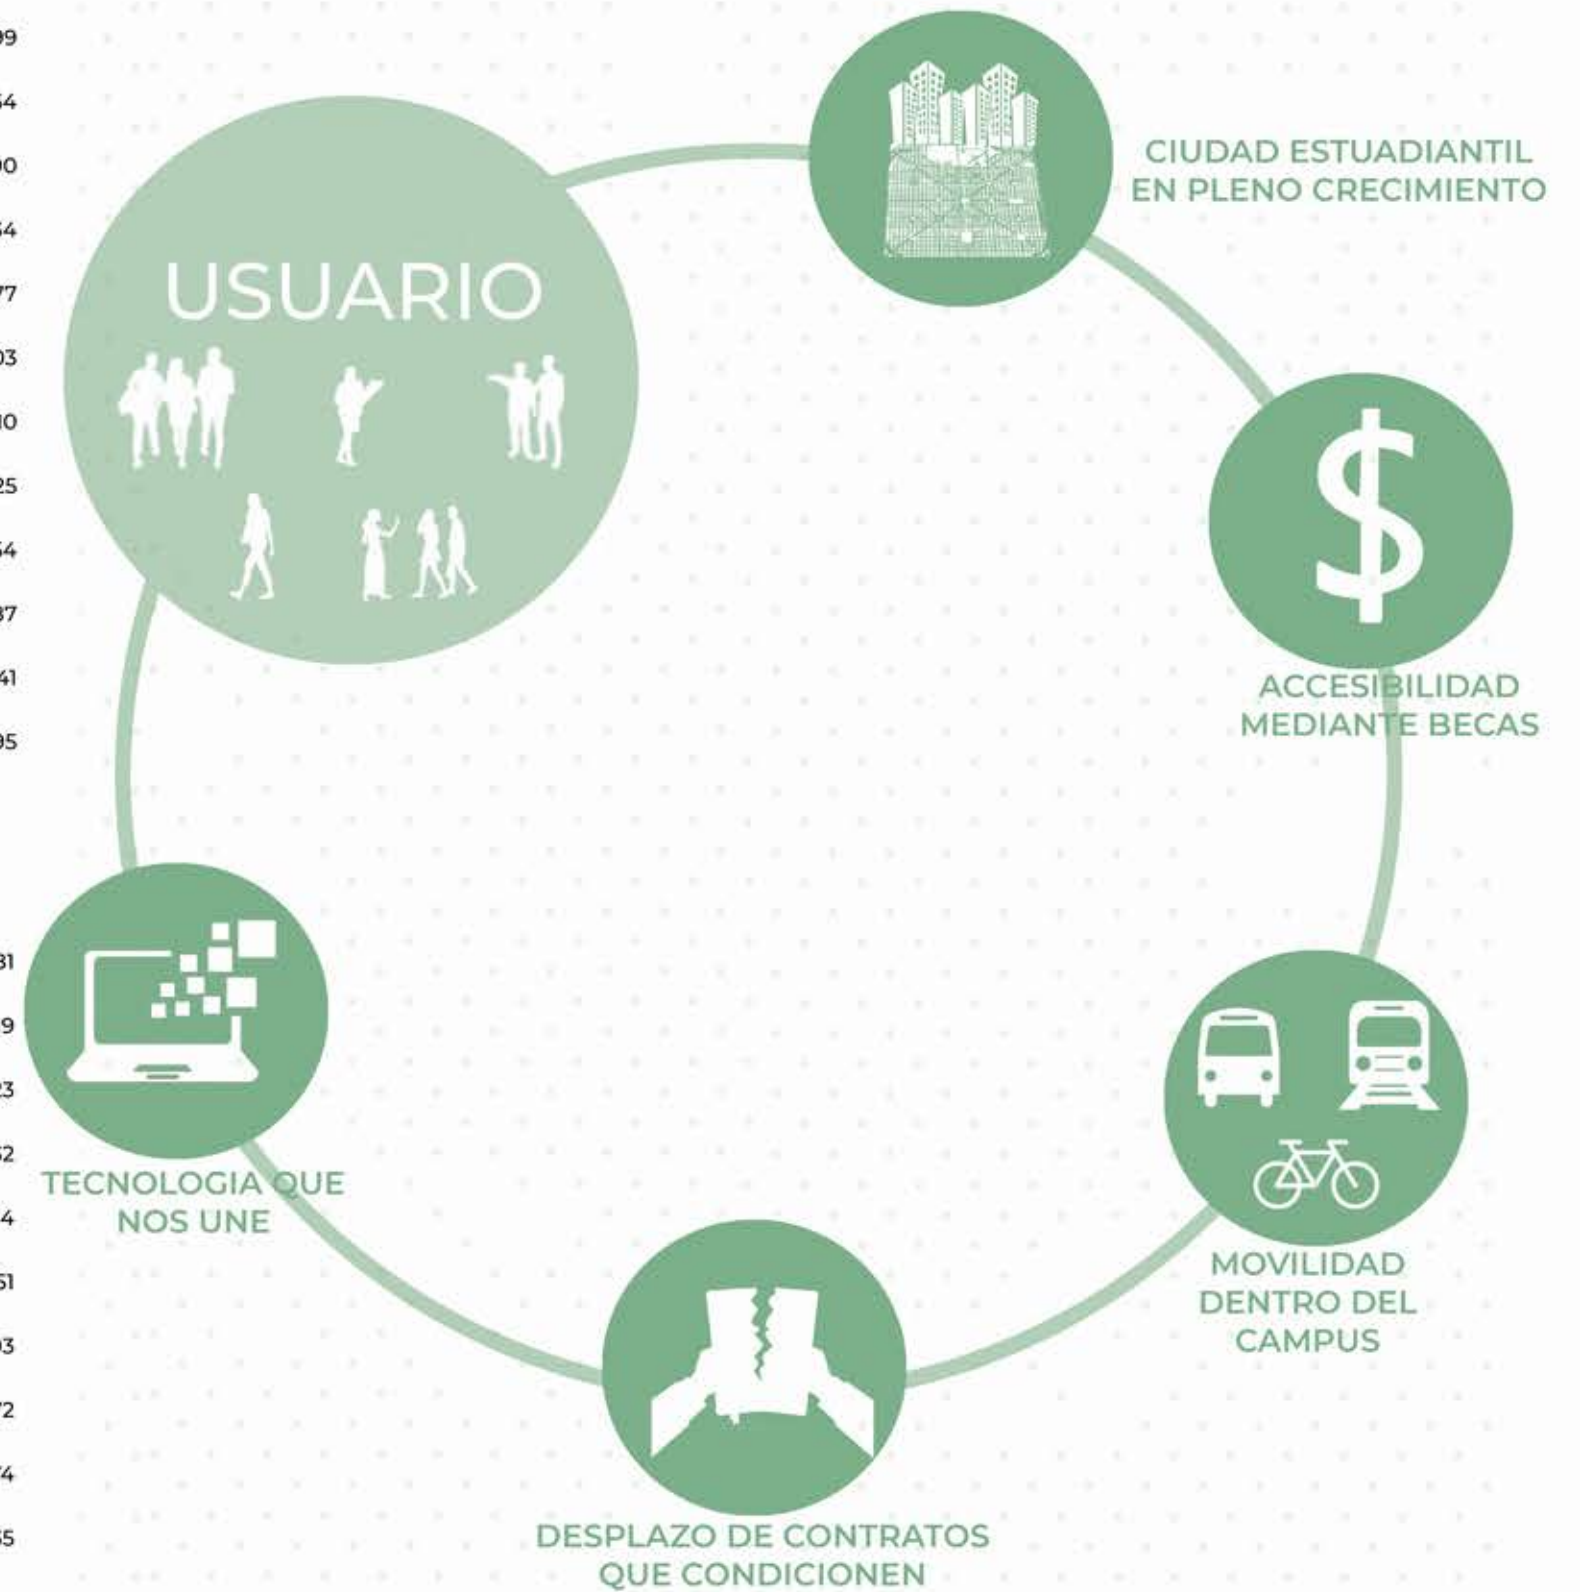 USUARIO
CIUDAD ESTUADIANTIL
EN PLENO CRECIMIENTO
$
ACCESIBILIDAD
MEDIANTE BECAS
MOVILIDAD
DENTRO DEL
CAMPUS
DESPLAZO DE CONTRATOS
QUE CONDICIONEN
TECNOLOGIA QUE
NOS UNE